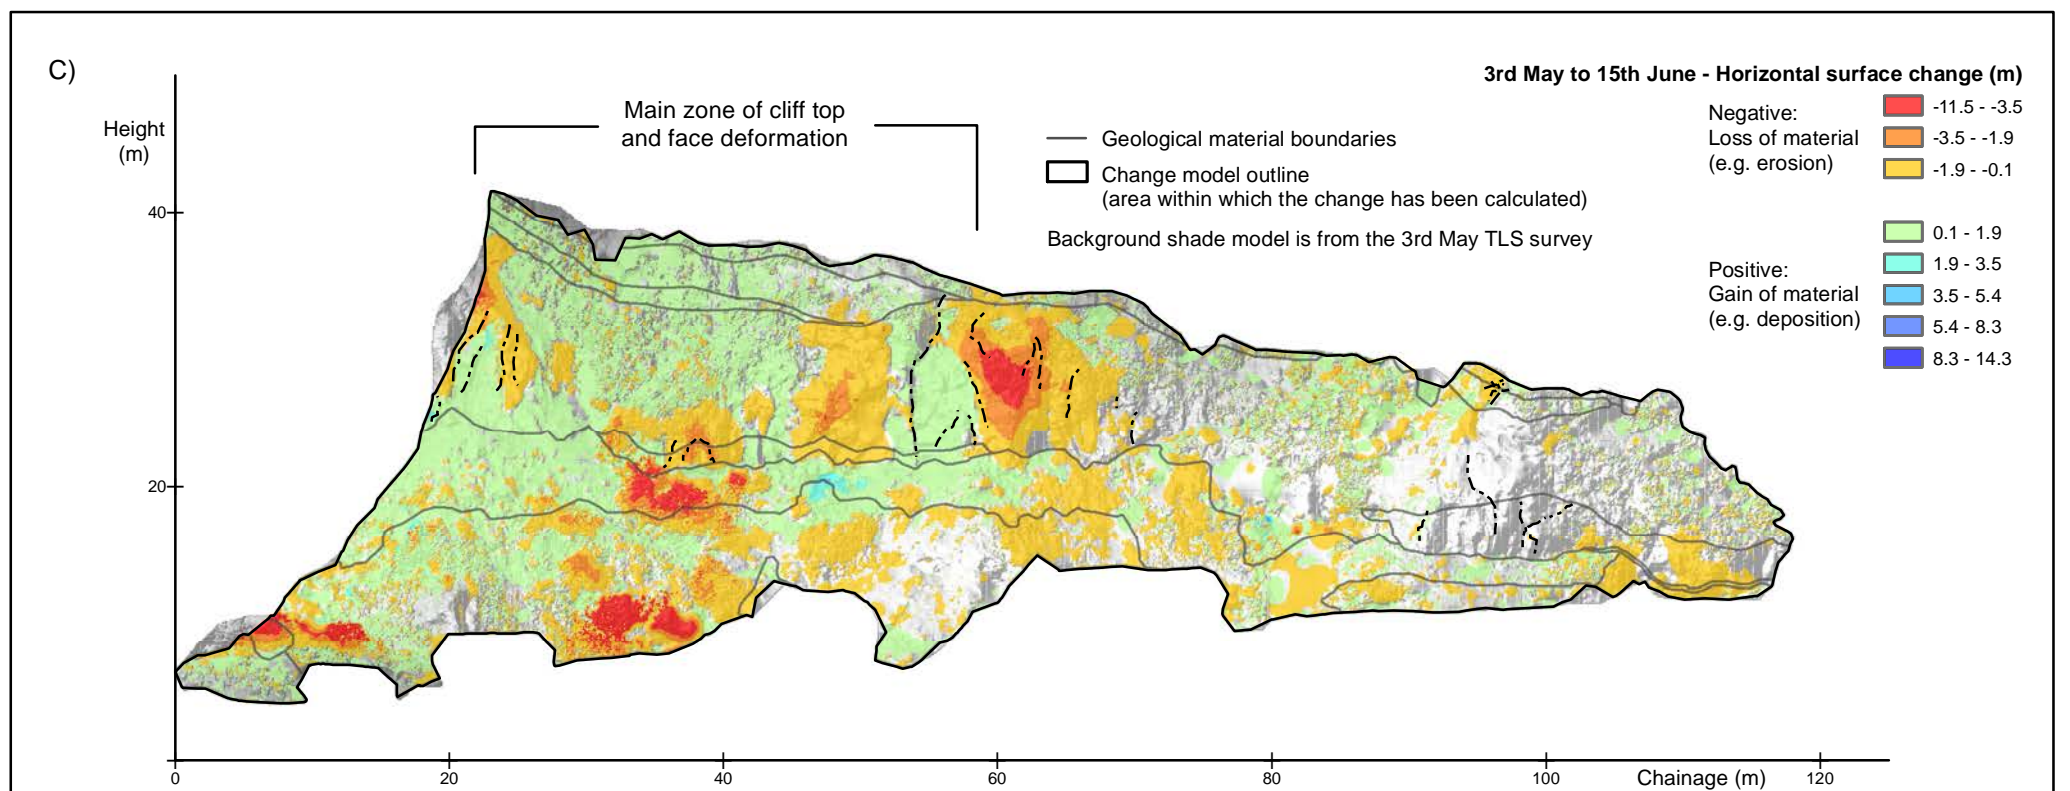 C)
3rd May to 15th June - Horizontal surface change (m)
Height
(m)
Main zone of cliff top
and face deformation
Geological material boundaries
Change model outline
(area within which the change has been calculated)
Background shade model is from the 3rd May TLS survey
Negative:
Loss of material
(e.g. erosion)
-11.5 - -3.5
-3.5 - -1.9
-1.9 - -0.1
Positive:
Gain of material
(e.g. deposition)
0.1 - 1.9
1.9 - 3.5
3.5 - 5.4
5.4 - 8.3
8.3 - 14.3
40
20
0 20 40 60 80 100 Chainage (m) 120